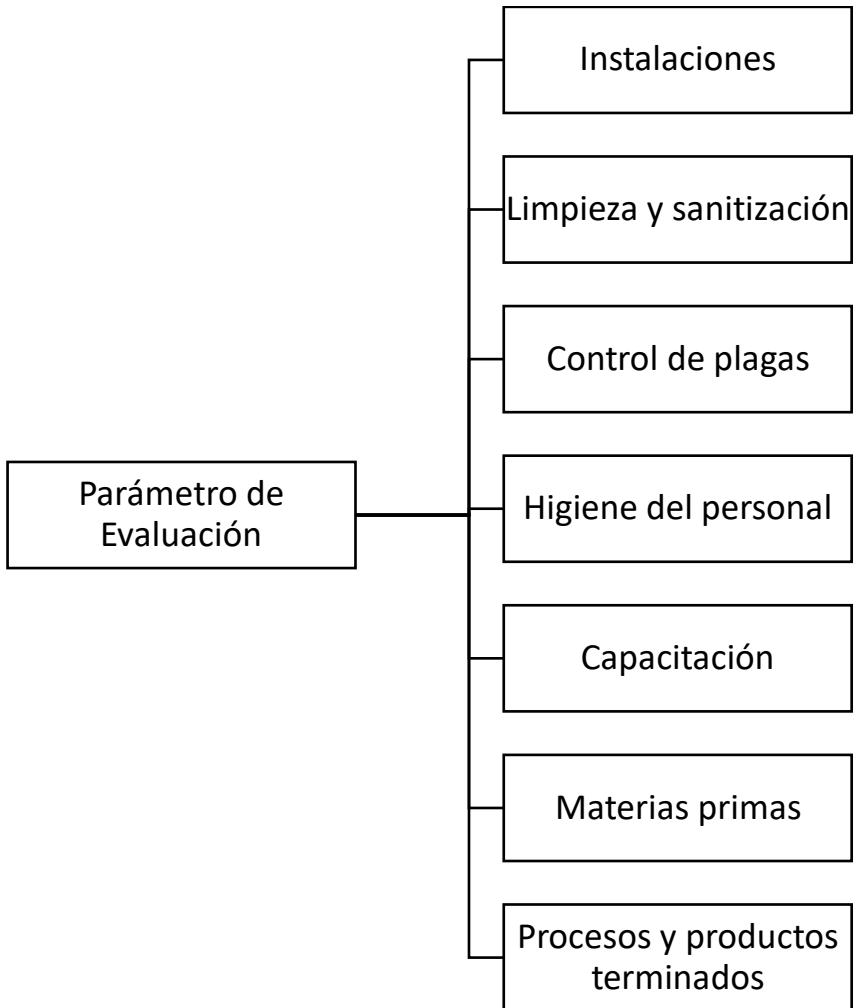 Instalaciones
Limpieza y sanitización
Control de plagas
Parámetro de
Evaluación
Higiene del personal
Capacitación
Materias primas
Procesos y productos
terminados